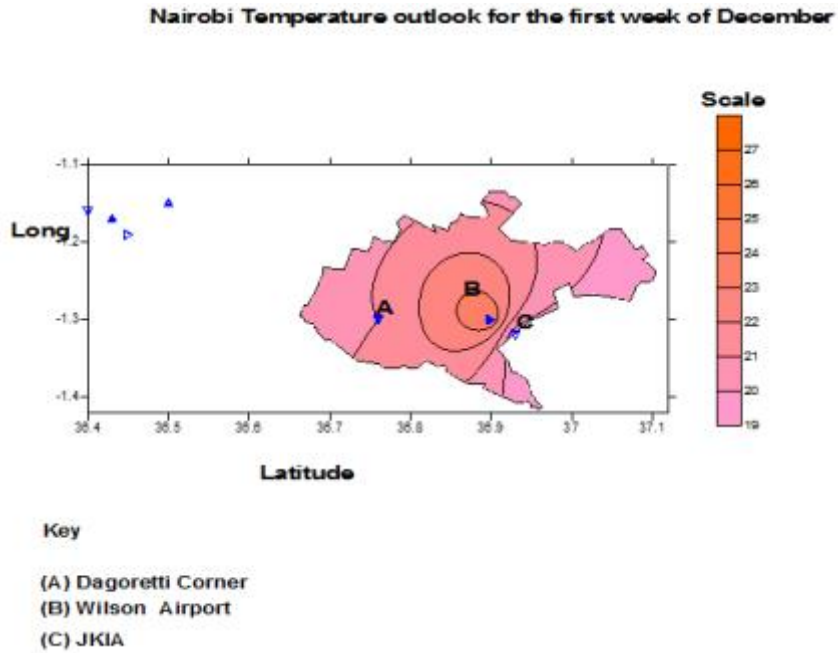 Nairobi Temperature outlook for the first week of December
Scale
27
26
25
24
23
22
21
20
19
-1.1
Long
-1.2
-1.3
-1.4
A
B
C
36.4 36.5 36.6 36.7 36.8 36.9 37 37.1
Latitude
Key
(A) Dagoretti Corner
(B) Wilson Airport
(C) JKIA